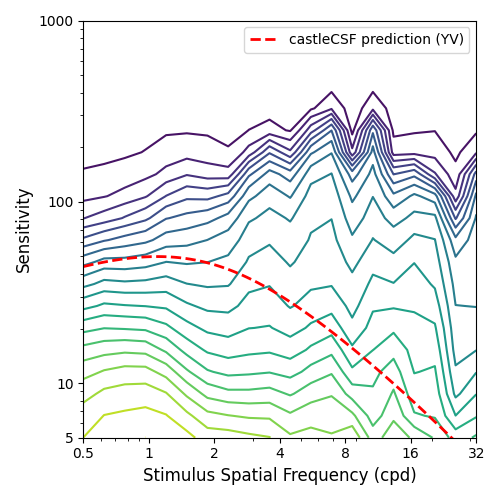 1000
castleCSF prediction (YV)
Sensitivity
100
10
5
0.5 1 2 4 8 16 32
Stimulus Spatial Frequency (cpd)